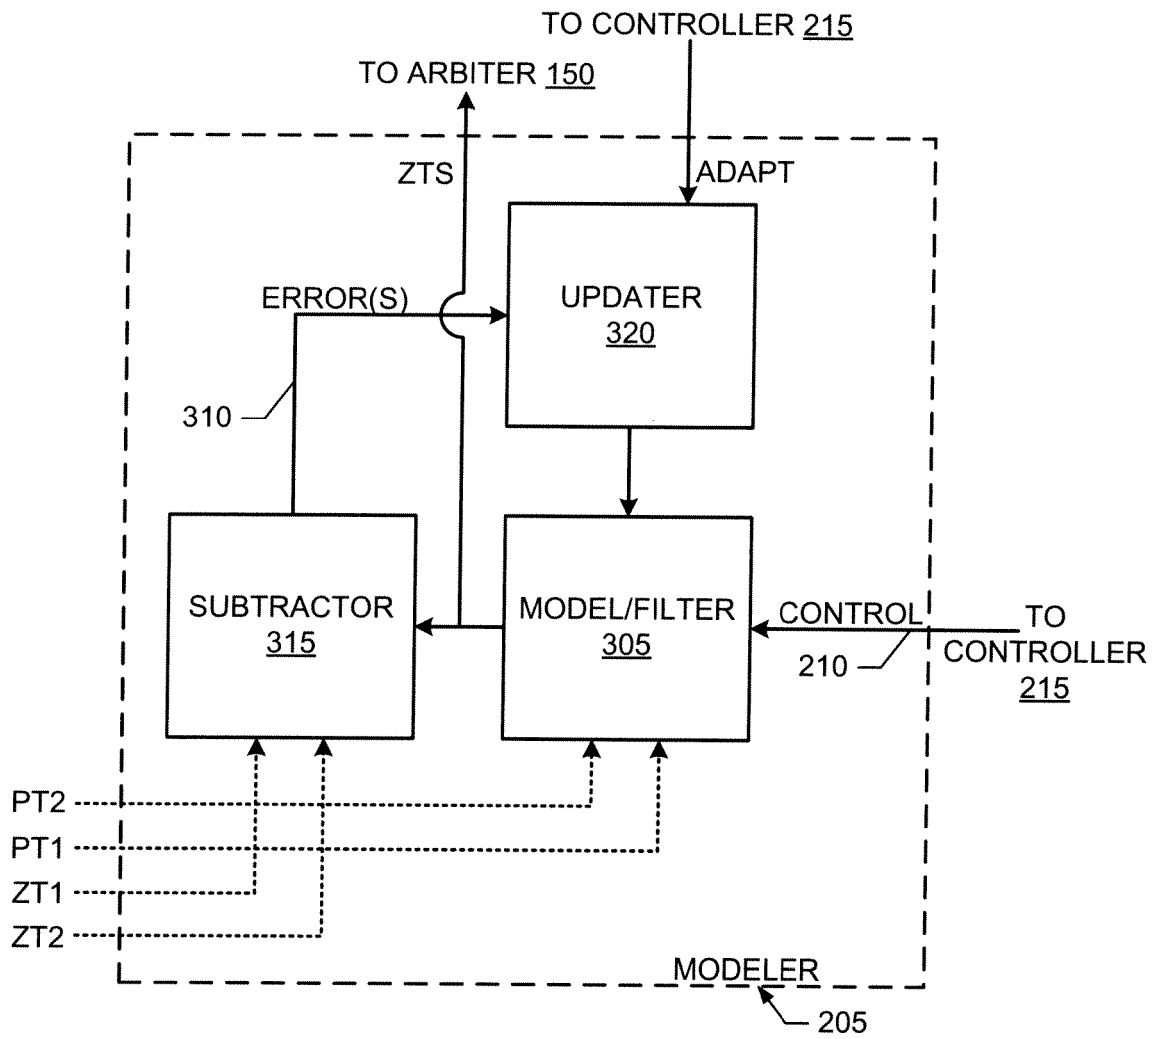 TO CONTROLLER 215
TO ARBITER 150
ZTS
ADAPT
UPDATER
320
ERROR(S)
310
SUBTRACTOR
315
MODEL/FILTER
305
CONTROL
210
TO
CONTROLLER
215
PT2
PT1
ZT1
ZT2
MODELER
205